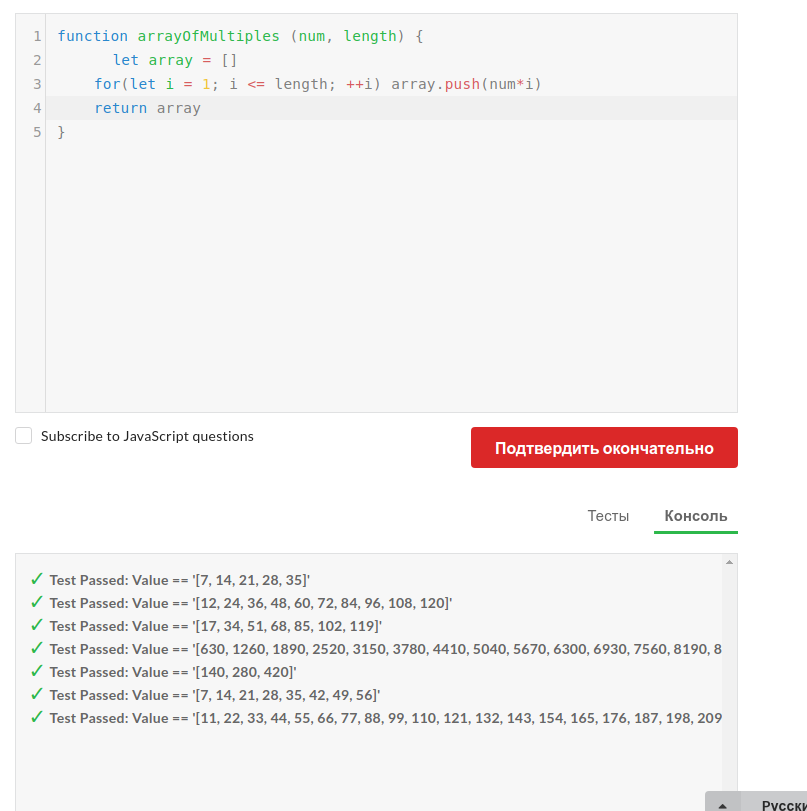 1 function arrayOfMultiples (num, length) {
2 let array = []
3 for(let i = 1; i <= length; ++i) array.push(num*i)
4 return array
5 }
Subscribe to JavaScript questions
Подтвердить окончательно
Тесты Консоль
✓ Test Passed: Value == '[7, 14, 21, 28, 35]'
✓ Test Passed: Value == '[12, 24, 36, 48, 60, 72, 84, 96, 108, 120]'
✓ Test Passed: Value == '[17, 34, 51, 68, 85, 102, 119]'
✓ Test Passed: Value == '[630, 1260, 1890, 2520, 3150, 3780, 4410, 5040, 5670, 6300, 6930, 7560, 8190, 8
✓ Test Passed: Value == '[140, 280, 420]'
✓ Test Passed: Value == '[7, 14, 21, 28, 35, 42, 49, 56]'
✓ Test Passed: Value == '[11, 22, 33, 44, 55, 66, 77, 88, 99, 110, 121, 132, 143, 154, 165, 176, 187, 198, 209
Русски